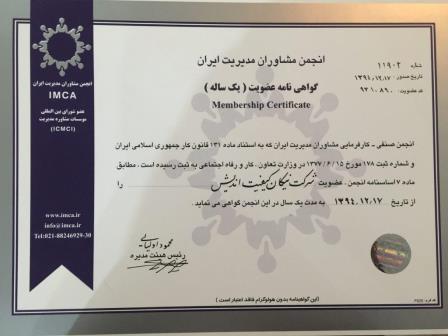 انجمن مشاوران مدیریت ایران
IMCA
عضو شورای بین المللی
موسسات مشاوره مدیریت
(ICMCI)
انجمن مشاوران مدیریت ایران
گواهی نامه عضویت ( یک ساله )
Membership Certificate
شماره ۱۱۹۰۲
تاریخ صدور ۱۳۹۴,۱۲,۱۷
عضویت ۹۳۱۰۸۹۰۰
انجمن صنفی - کارفرمایی مشاوران مدیریت ایران که به استناد ماده ۱۳۱ قانون کار جمهوری اسلامی ایران
و شماره ثبت ۱۷۸ مورخ ۱۳۷۷/۶/۱۵ در وزارت تعاون، کار و رفاه اجتماعی به ثبت رسیده است، مطابق
ماده ۷ اساسنامه انجمن، عضویت شرکت نیکان کیفیت اندیش را
از تاریخ ۱۳۹۴,۱۲,۱۷ به مدت یک سال در این انجمن گواهی می نماید.
محمود اولیایی
رئیس هیئت مدیره
www.imca.ir
info@imca.ir
Tel:021-88246929-30
(این گواهینامه بدون هولوگرام فاقد اعتبار است)